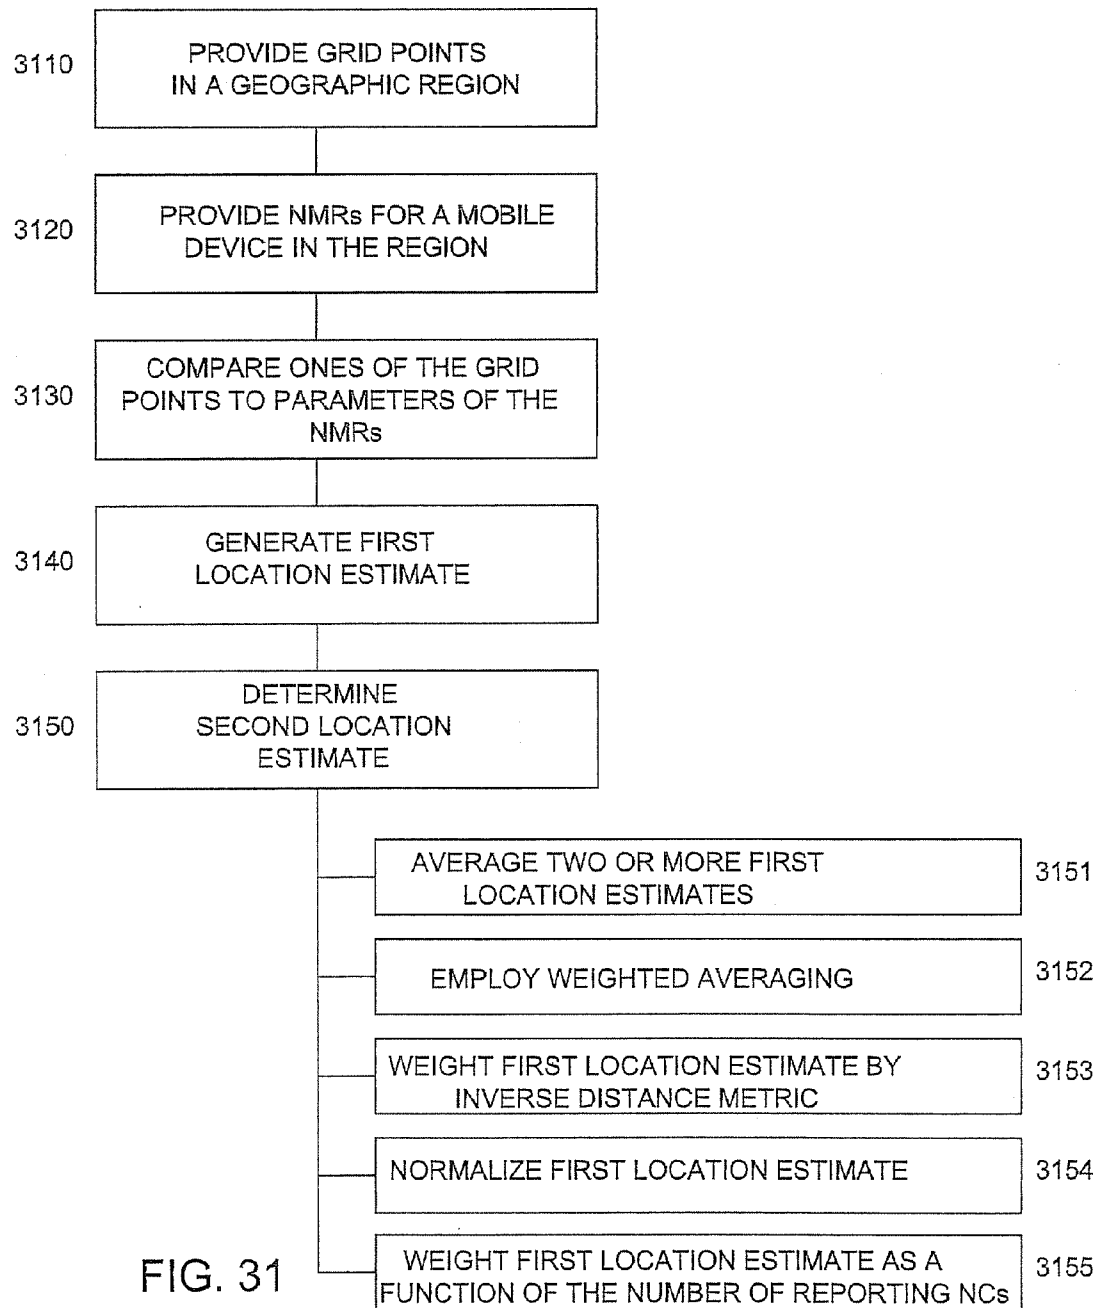 3110
PROVIDE GRID POINTS
IN A GEOGRAPHIC REGION
3120
PROVIDE NMRs FOR A MOBILE
DEVICE IN THE REGION
3130
COMPARE ONES OF THE GRID
POINTS TO PARAMETERS OF THE
NMRs
3140
GENERATE FIRST
LOCATION ESTIMATE
3150
DETERMINE
SECOND LOCATION
ESTIMATE
AVERAGE TWO OR MORE FIRST
LOCATION ESTIMATES
3151
EMPLOY WEIGHTED AVERAGING
3152
WEIGHT FIRST LOCATION ESTIMATE BY
INVERSE DISTANCE METRIC
3153
NORMALIZE FIRST LOCATION ESTIMATE
3154
WEIGHT FIRST LOCATION ESTIMATE AS A
FUNCTION OF THE NUMBER OF REPORTING NCs
3155
FIG. 31